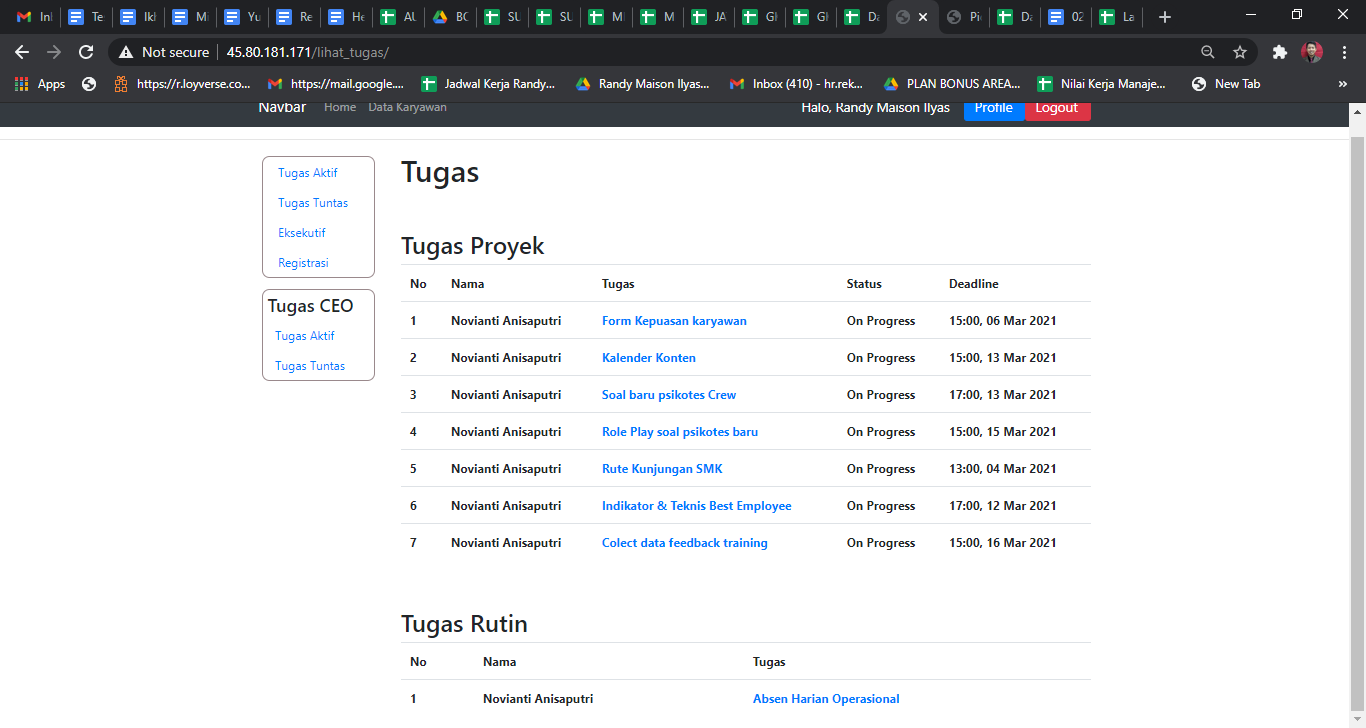 In
Te
Ikl
Mi
Yu
Re
He
AU
BC
SU
SU
MI
M
JA
GH
GH
Da
Pi
Da
02
La
Not secure 45.80.181.171/lihat_tugas/
Apps
https://r.loyverse.co...
https://mail.google....
Jadwal Kerja Randy...
Randy Maison Ilyas...
Inbox (410) - hr.rek...
PLAN BONUS AREA...
Nilai Kerja Manaje...
New Tab
»
Navbar Home Data Karyawan Halo, Randy Maison Ilyas Profile Logout
Tugas Aktif
Tugas Tuntas
Eksekutif
Registrasi
Tugas CEO
Tugas Aktif
Tugas Tuntas
Tugas
Tugas Proyek
No Nama Tugas Status Deadline
1 Novianti Anisaputri Form Kepuasan karyawan On Progress 15:00, 06 Mar 2021
2 Novianti Anisaputri Kalender Konten On Progress 15:00, 13 Mar 2021
3 Novianti Anisaputri Soal baru psikotes Crew On Progress 17:00, 13 Mar 2021
4 Novianti Anisaputri Role Play soal psikotes baru On Progress 15:00, 15 Mar 2021
5 Novianti Anisaputri Rute Kunjungan SMK On Progress 13:00, 04 Mar 2021
6 Novianti Anisaputri Indikator & Teknis Best Employee On Progress 17:00, 12 Mar 2021
7 Novianti Anisaputri Colect data feedback training On Progress 15:00, 16 Mar 2021
Tugas Rutin
No Nama Tugas
1 Novianti Anisaputri Absen Harian Operasional